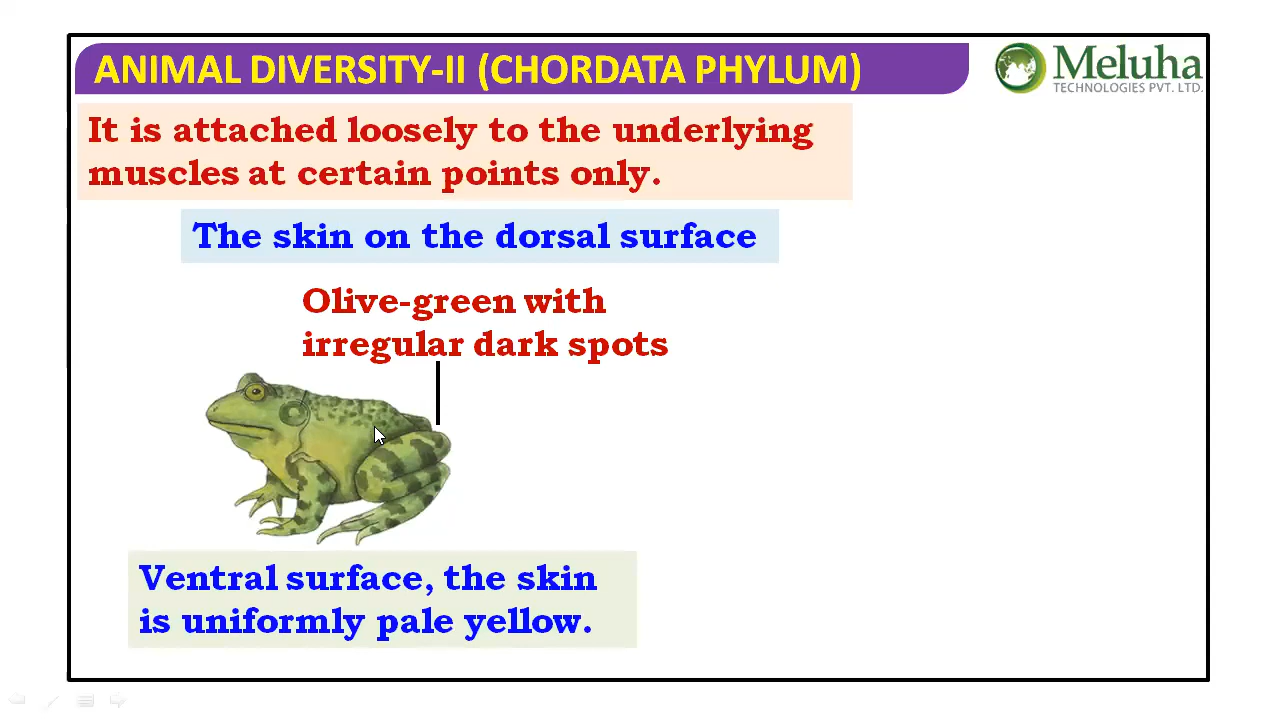 ANIMAL DIVERSITY-II (CHORDATA PHYLUM)
Meluha
TECHNOLOGIES PVT. LTD.
It is attached loosely to the underlying
muscles at certain points only.
The skin on the dorsal surface
Olive-green with
irregular dark spots
Ventral surface, the skin
is uniformly pale yellow.